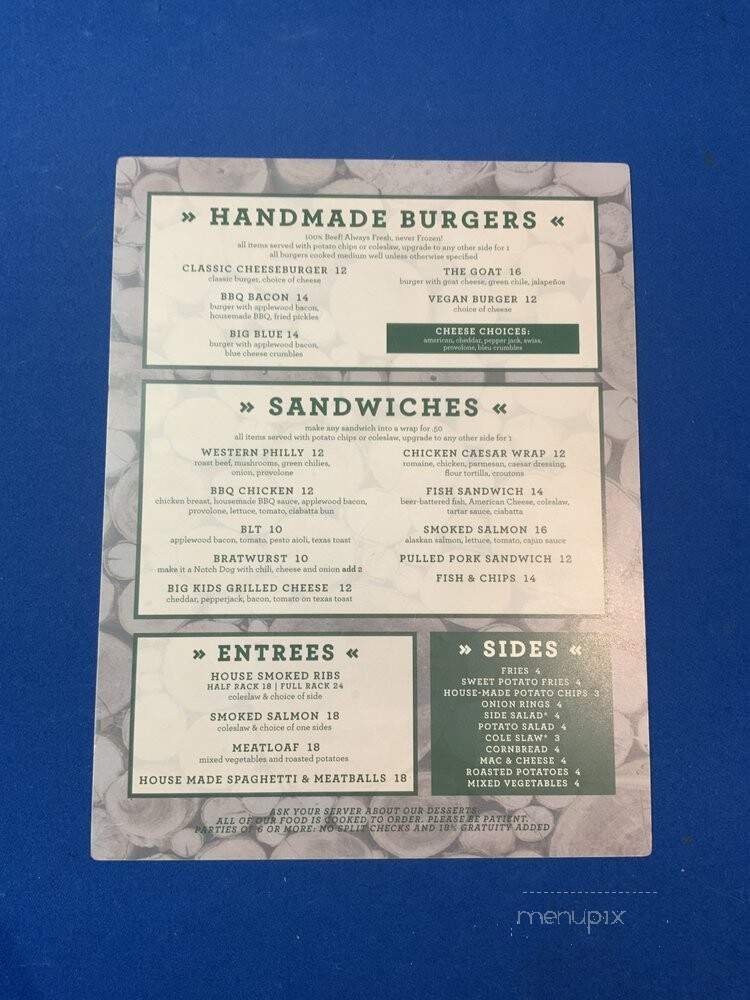 » HANDMADE BURGERS «
100% Beef! Always Fresh, never Frozen!
all items served with potato chips or coleslaw, upgrade to any other side for 1
all burgers cooked medium well unless otherwise specified
CLASSIC CHEESEBURGER 12
classic burger, choice of cheese
BBQ BACON 14
burger with applewood bacon,
housemade BBQ, fried pickles
BIG BLUE 14
burger with applewood bacon,
blue cheese crumbles
THE GOAT 16
burger with goat cheese, green chile, jalapeños
VEGAN BURGER 12
choice of cheese
CHEESE CHOICES:
american, cheddar, pepper jack, swiss,
provolone, bleu crumbles
» SANDWICHES «
make any sandwich into a wrap for .50
all items served with potato chips or coleslaw, upgrade to any other side for 1
WESTERN PHILLY 12
roast beef, mushrooms, green chilies,
onion, provolone
BBQ CHICKEN 12
chicken breast, housemade BBQ sauce, applewood bacon,
provolone, lettuce, tomato, ciabatta bun
BLT 10
applewood bacon, tomato, pesto aioli, texas toast
BRATWURST 10
make it a Notch Dog with chili, cheese and onion add 2
BIG KIDS GRILLED CHEESE 12
cheddar, pepperjack, bacon, tomato on texas toast
CHICKEN CAESAR WRAP 12
romaine, chicken, parmesan, caesar dressing,
flour tortilla, croutons
FISH SANDWICH 14
beer-battered fish, American Cheese, coleslaw,
tartar sauce, ciabatta
SMOKED SALMON 16
alaskan salmon, lettuce, tomato, cajun sauce
PULLED PORK SANDWICH 12
FISH & CHIPS 14
» ENTREES «
HOUSE SMOKED RIBS
HALF RACK 18 | FULL RACK 24
coleslaw & choice of side
SMOKED SALMON 18
coleslaw & choice of one sides
MEATLOAF 18
mixed vegetables and roasted potatoes
HOUSE MADE SPAGHETTI & MEATBALLS 18
» SIDES «
FRIES 4
SWEET POTATO FRIES 4
HOUSE-MADE POTATO CHIPS 3
ONION RINGS 4
SIDE SALAD* 4
POTATO SALAD 4
COLE SLAW* 3
CORNBREAD 4
MAC & CHEESE 4
ROASTED POTATOES 4
MIXED VEGETABLES 4
ASK YOUR SERVER ABOUT OUR DESSERTS.
ALL OF OUR FOOD IS COOKED TO ORDER. PLEASE BE PATIENT.
PARTIES OF 6 OR MORE: NO SPLIT CHECKS AND 18% GRATUITY ADDED
menupix